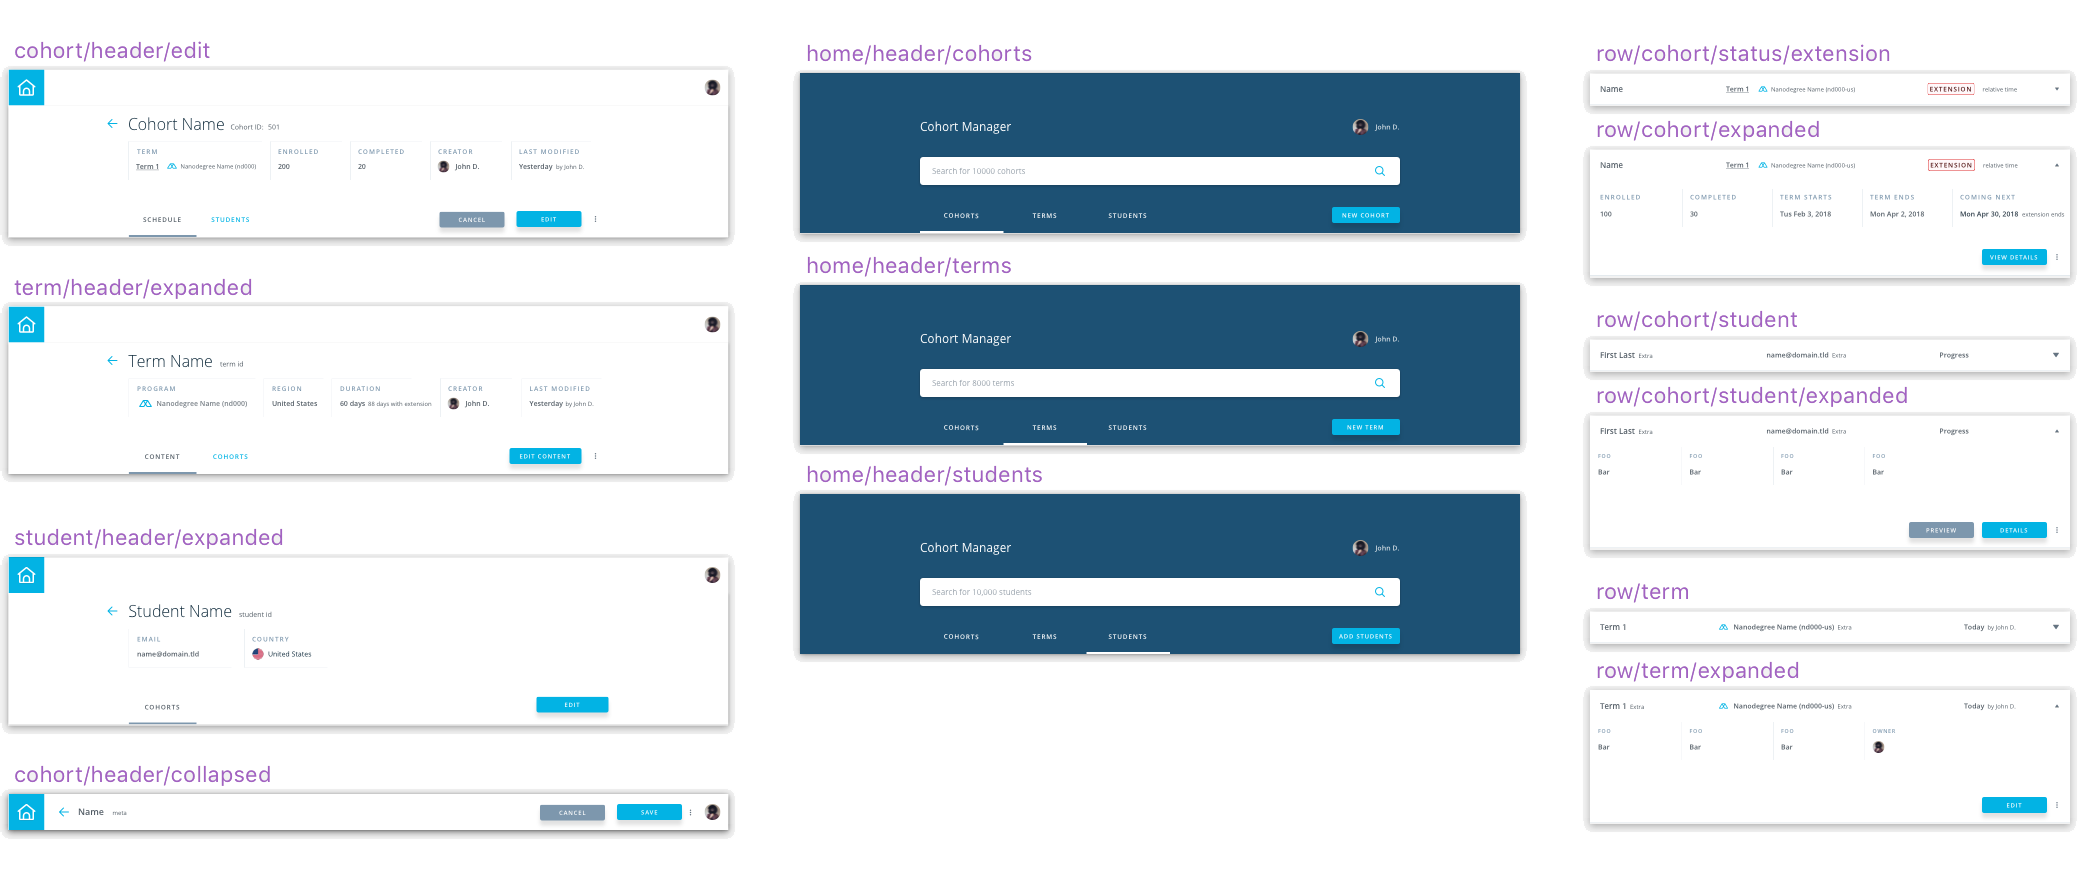 cohort/header/edit
Cohort Name Cohort ID: 501
TERM ENROLLED COMPLETED CREATOR LAST MODIFIED
Term 1 Nanodegree Name (nd000) 200 20 John D. Yesterday by John D.
SCHEDULE STUDENTS CANCEL EDIT
term/header/expanded
Term Name term id
PROGRAM REGION DURATION CREATOR LAST MODIFIED
Nanodegree Name (nd000) United States 60 days 88 days with extension John D. Yesterday by John D.
CONTENT COHORTS EDIT CONTENT
student/header/expanded
Student Name student id
EMAIL COUNTRY
name@domain.tld United States
COHORTS EDIT
cohort/header/collapsed
Name meta CANCEL SAVE
home/header/cohorts
Cohort Manager John D.
Search for 10000 cohorts
COHORTS TERMS STUDENTS NEW COHORT
home/header/terms
Cohort Manager John D.
Search for 8000 terms
COHORTS TERMS STUDENTS NEW TERM
home/header/students
Cohort Manager John D.
Search for 10,000 students
COHORTS TERMS STUDENTS ADD STUDENTS
row/cohort/status/extension
Name Term 1 Nanodegree Name (nd000-us) EXTENSION relative time
row/cohort/expanded
Name Term 1 Nanodegree Name (nd000-us) EXTENSION relative time
ENROLLED COMPLETED TERM STARTS TERM ENDS COMING NEXT
100 30 Tus Feb 3, 2018 Mon Apr 2, 2018 Mon Apr 30, 2018 extension ends
VIEW DETAILS
row/cohort/student
First Last Extra name@domain.tld Extra Progress
row/cohort/student/expanded
First Last Extra name@domain.tld Extra Progress
FOO FOO FOO FOO
Bar Bar Bar Bar
PREVIEW DETAILS
row/term
Term 1 Nanodegree Name (nd000-us) Extra Today by John D.
row/term/expanded
Term 1 Extra Nanodegree Name (nd000-us) Extra Today by John D.
FOO FOO FOO OWNER
Bar Bar Bar
EDIT